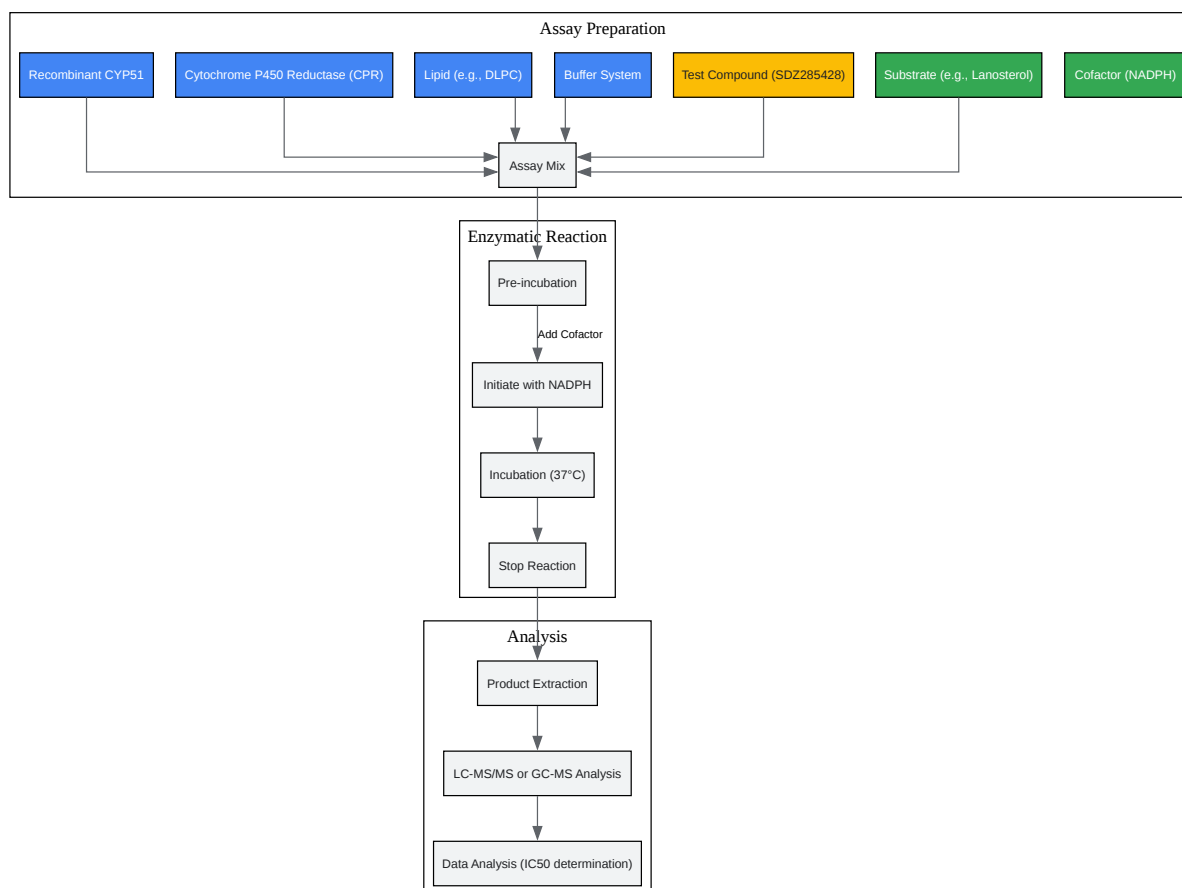 Assay Preparation
Recombinant CYP51
Cytochrome P450 Reductase (CPR)
Lipid (e.g., DLPC)
Buffer System
Test Compound (SDZ285428)
Substrate (e.g., Lanosterol)
Cofactor (NADPH)
Assay Mix
Enzymatic Reaction
Pre-incubation
Add Cofactor
Initiate with NADPH
Incubation (37°C)
Stop Reaction
Analysis
Product Extraction
LC-MS/MS or GC-MS Analysis
Data Analysis (IC50 determination)